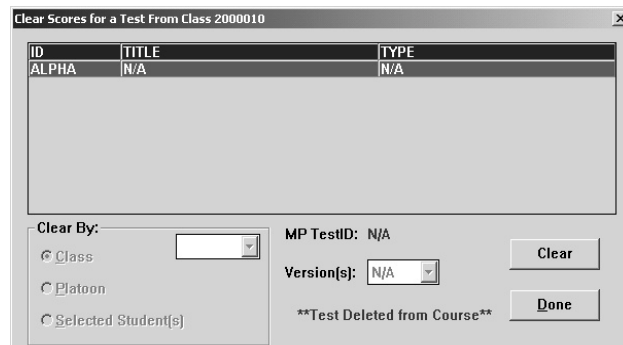 Clear Scores for a Test From Class 2000010
ID TITLE TYPE
ALPHA N/A N/A
Clear By:
Class
Platoon
Selected Student(s)
MP TestID: N/A
Version(s): N/A
**Test Deleted from Course**
Clear
Done